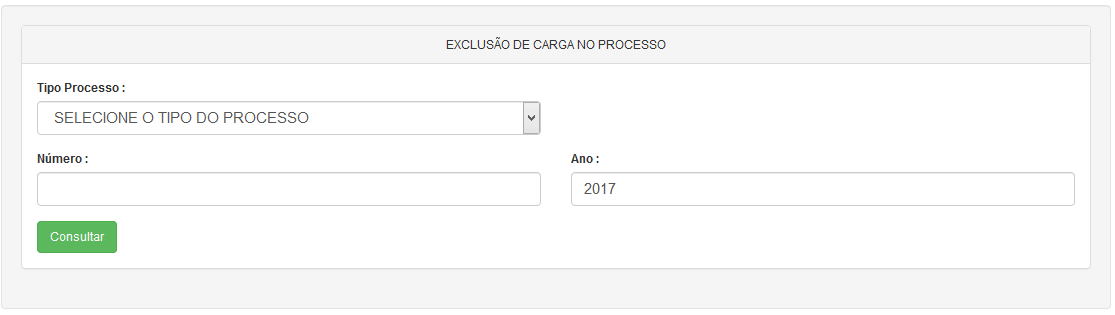 EXCLUSÃO DE CARGA NO PROCESSO
Tipo Processo :
SELECIONE O TIPO DO PROCESSO
Número :
Ano :
2017
Consultar